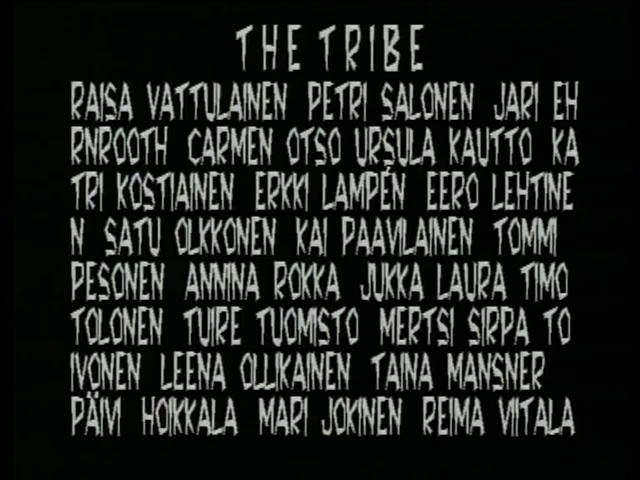 THE TRIBE
RAISA VATTULAINEN PETRI SALONEN JARI EH
RNROOTH CARMEN OTSO URSULA KAUTTO KA
TRI KOSTIAINEN ERKKI LAMPÉN EERO LEHTINE
N SATU OLKKONEN KAI PAAVILAINEN TOMMI
PESONEN ANNINA ROKKA JUKKA LAURA TIMO
TOLONEN TUIRE TUOMISTO MERTSI SIRPA TO
IVONEN LEENA OLLIKAINEN TAINA MANSNER
PÄIVI HOIKKALA MARI JOKINEN REIMA VIITALA